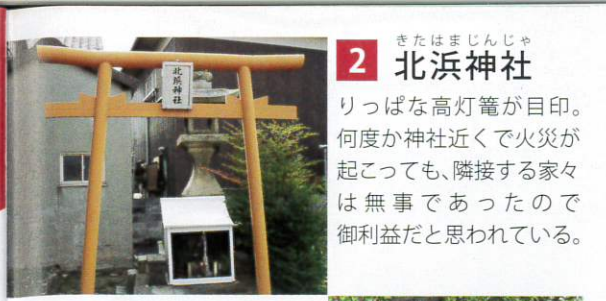 2 北浜神社
きたはまじんじゃ
りっぱな高灯篭が目印。
何度か神社近くで火災が
起こっても、隣接する家々
は無事であったので
御利益だと思われている。
北浜神社